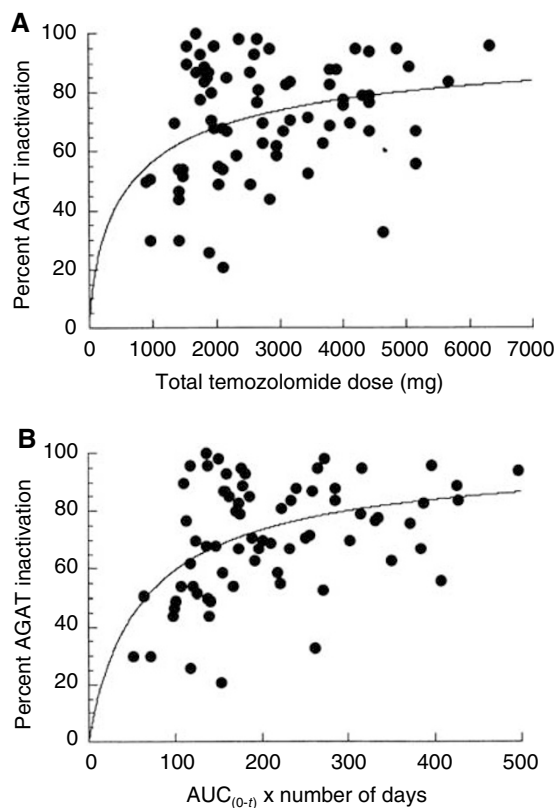 A
100
80
60
40
20
0
Percent AGAT inactivation
0 1000 2000 3000 4000 5000 6000 7000
Total temozolomide dose (mg)
B
100
80
60
40
20
0
Percent AGAT inactivation
0 100 200 300 400 500
AUC(0-t) x number of days